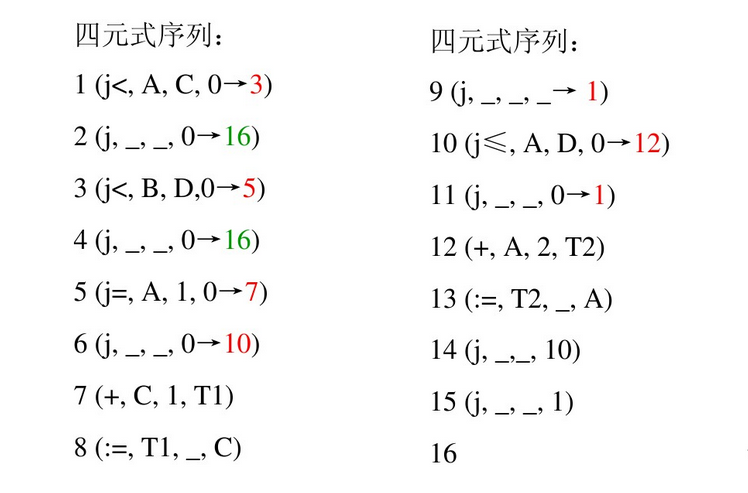 四元式序列:
1 (j<, A, C, 0→3)
2 (j, _, _, 0→16)
3 (j<, B, D,0→5)
4 (j, _, _, 0→16)
5 (j=, A, 1, 0→7)
6 (j, _, _, 0→10)
7 (+, C, 1, T1)
8 (:=, T1, _, C)
四元式序列:
9 (j, _, _, _→ 1)
10 (j≤, A, D, 0→12)
11 (j, _, _, 0→1)
12 (+, A, 2, T2)
13 (:=, T2, _, A)
14 (j, _,_, 10)
15 (j, _, _, 1)
16